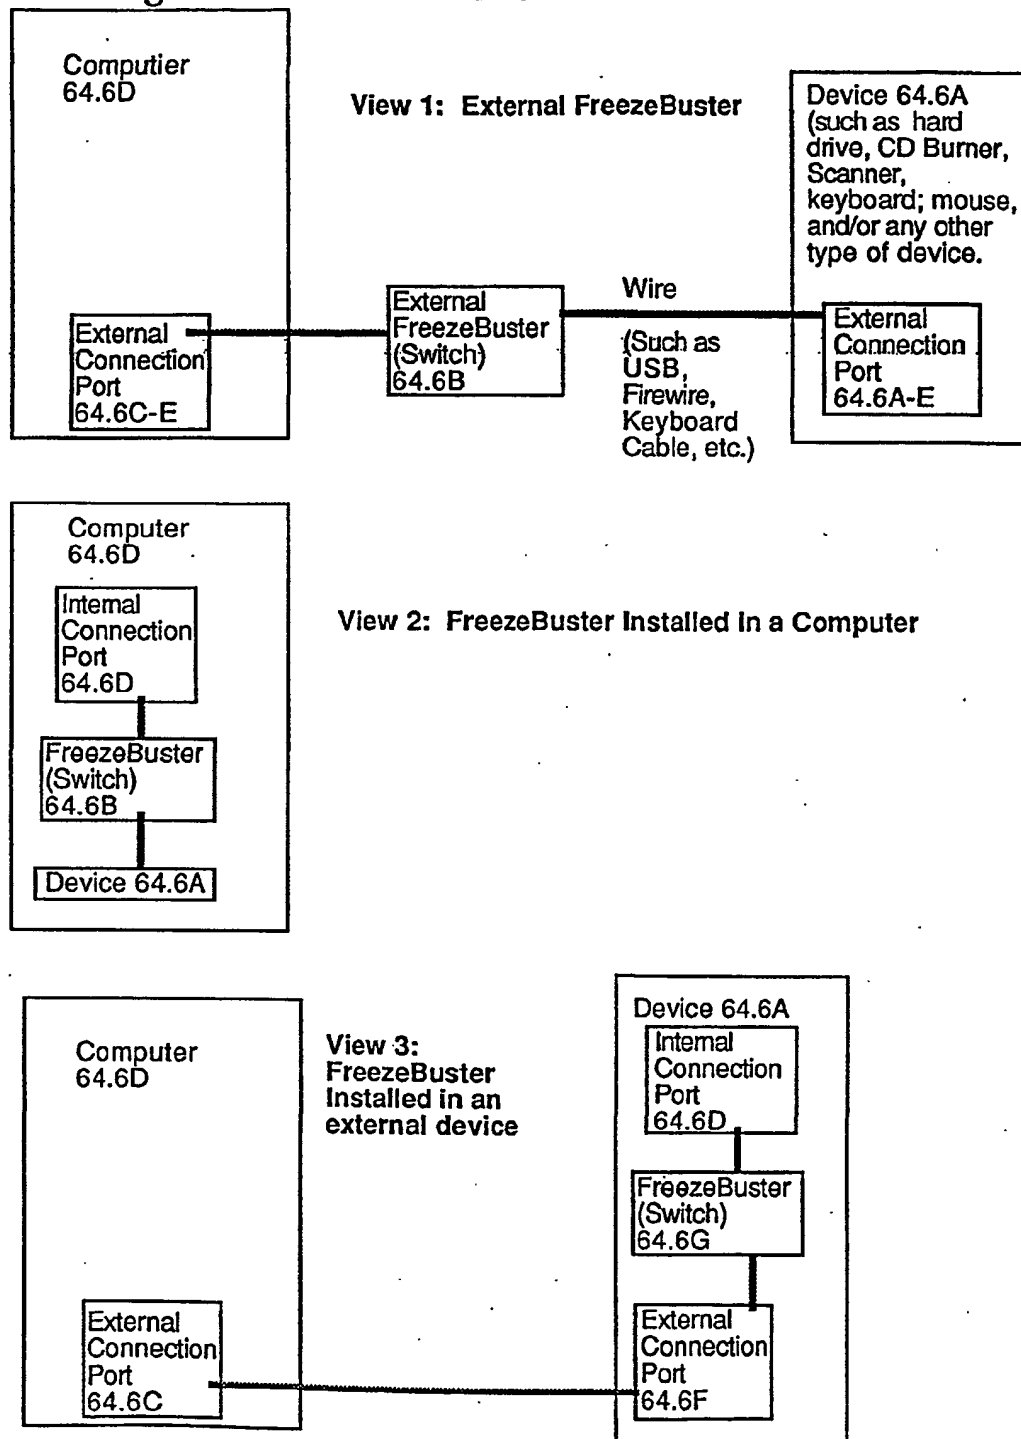 Computier
64.6D
View 1: External FreezeBuster
Device 64.6A
(such as hard
drive, CD Burner,
Scanner,
keyboard; mouse,
and/or any other
type of device.
External
Connection
Port
64.6C-E
External
FreezeBuster
(Switch)
64.6B
Wire
(Such as
USB,
Firewire,
Keyboard
Cable, etc.)
External
Connection
Port
64.6A-E
Computer
64.6D
Internal
Connection
Port
64.6D
View 2: FreezeBuster Installed in a Computer
FreezeBuster
(Switch)
64.6B
Device 64.6A
Computer
64.6D
View 3:
FreezeBuster
Installed in an
external device
Device 64.6A
Internal
Connection
Port
64.6D
FreezeBuster
(Switch)
64.6G
External
Connection
Port
64.6C
External
Connection
Port
64.6F